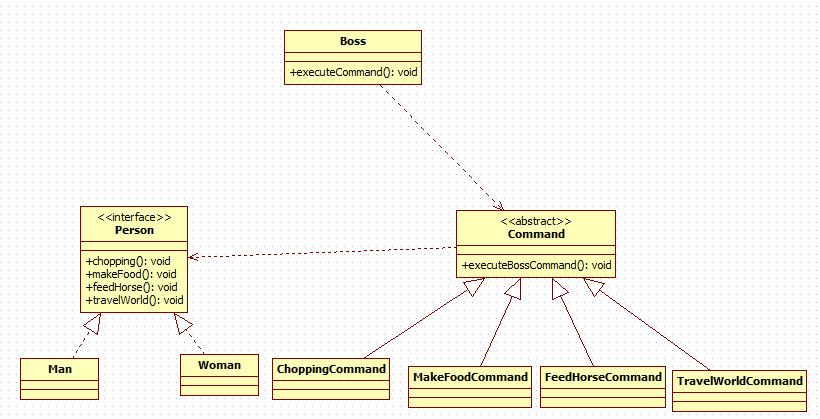 Boss
+executeCommand(): void
<<interface>>
Person
+chopping(): void
+makeFood(): void
+feedHorse(): void
+travelWorld(): void
<<abstract>>
Command
+executeBossCommand(): void
Man
Woman
ChoppingCommand
MakeFoodCommand
FeedHorseCommand
TravelWorldCommand